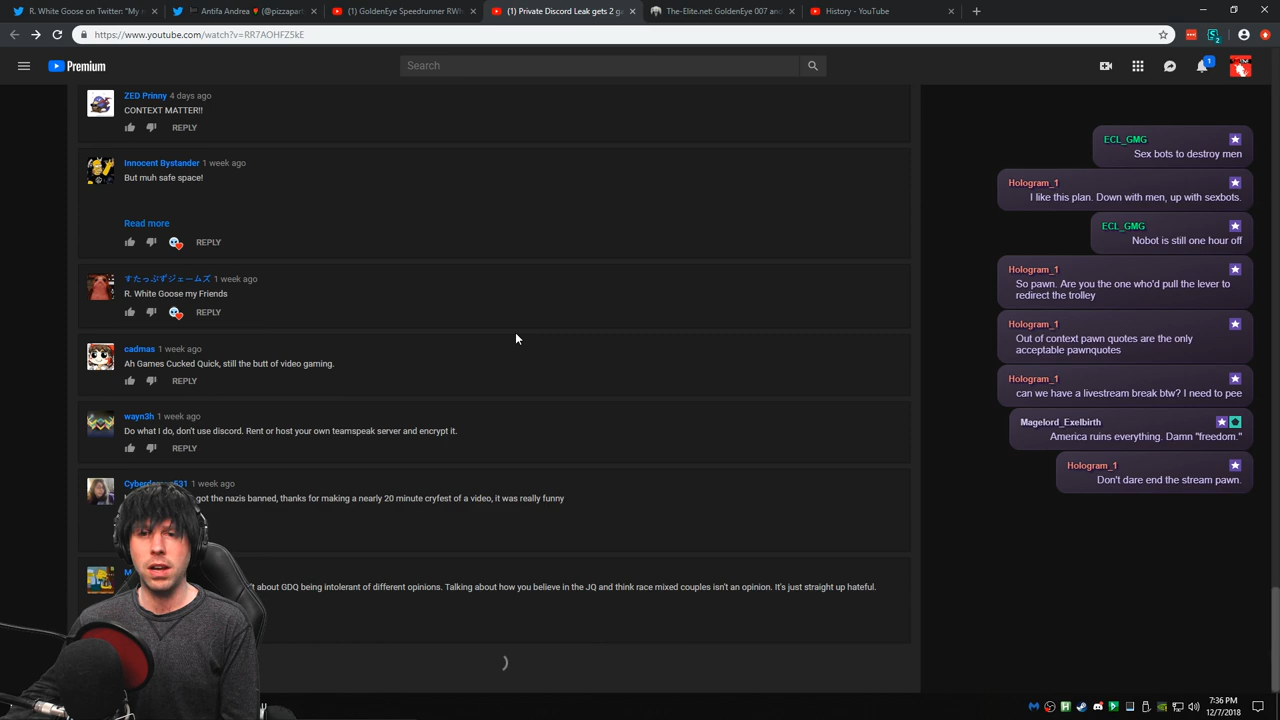 R. White Goose on Twitter: "My n
Antifa Andrea (@pizzaparty
(1) GoldenEye Speedrunner RWh
(1) Private Discord Leak gets 2 g
The-Elite.net: GoldenEye 007 and
History - YouTube
https://www.youtube.com/watch?v=RR7AOHFZ5kE
2
Premium
Search
1
ZED Prinny 4 days ago
CONTEXT MATTER!!
REPLY
Innocent Bystander 1 week ago
But muh safe space!
Read more
REPLY
すたっぷずジェームズ 1 week ago
R. White Goose my Friends
REPLY
cadmas 1 week ago
Ah Games Cucked Quick, still the butt of video gaming.
REPLY
wayn3h 1 week ago
Do what I do, don't use discord. Rent or host your own teamspeak server and encrypt it.
REPLY
1 week ago
got the nazis banned, thanks for making a nearly 20 minute cryfest of a video, it was really funny
about GDQ being intolerant of different opinions. Talking about how you believe in the JQ and think race mixed couples isn't an opinion. It's just straight up hateful.
ECL_GMG
Sex bots to destroy men
Hologram_1
I like this plan. Down with men, up with sexbots.
ECL_GMG
Nobot is still one hour off
Hologram_1
So pawn. Are you the one who'd pull the lever to
redirect the trolley
Hologram_1
Out of context pawn quotes are the only
acceptable pawnquotes
Hologram_1
can we have a livestream break btw? I need to pee
Magelord_Exelbirth
America ruins everything. Damn "freedom."
Hologram_1
Don't dare end the stream pawn.
7:36 PM
12/7/2018